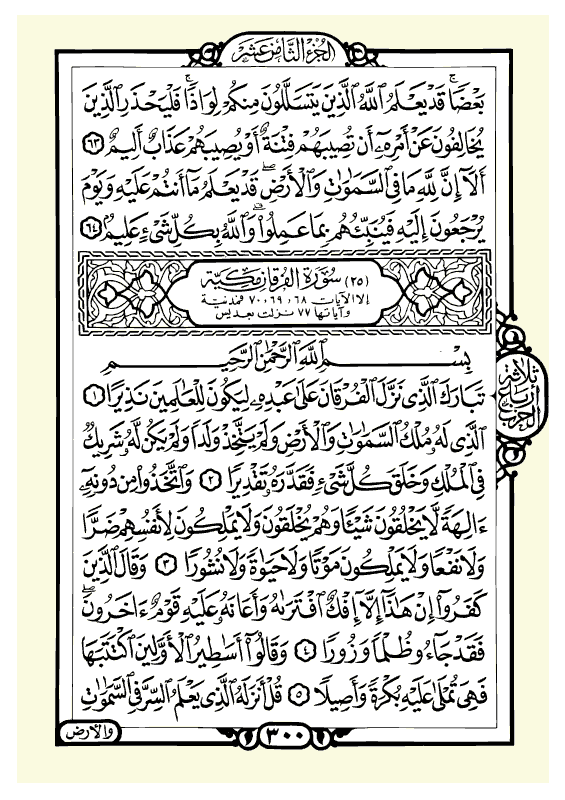 الجزء الثامن عشر
بَعْضًا قَدْ يَعْلَمُ ٱللَّهُ ٱلَّذِينَ يَتَسَلَّلُونَ مِنكُمْ لِوَاذًا فَلْيَحْذَرِ ٱلَّذِينَ
يُخَالِفُونَ عَنْ أَمْرِهِۦٓ أَن تُصِيبَهُمْ فِتْنَةٌ أَوْ يُصِيبَهُمْ عَذَابٌ أَلِيمٌ ٦٣
أَلَآ إِنَّ لِلَّهِ مَا فِى ٱلسَّمَٰوَٰتِ وَٱلْأَرْضِ قَدْ يَعْلَمُ مَآ أَنتُمْ عَلَيْهِ وَيَوْمَ
يُرْجَعُونَ إِلَيْهِ فَيُنَبِّئُهُم بِمَا عَمِلُوا۟ وَٱللَّهُ بِكُلِّ شَىْءٍ عَلِيمٌ ٦٤
(٢٥) سورة الفرقان مكية
إلا الآيات ٦٨ و ٦٩ و ٧٠ فمدنية
وآياتها ٧٧ نزلت بعد يس
بِسْمِ ٱللَّهِ ٱلرَّحْمَٰنِ ٱلرَّحِيمِ
تَبَارَكَ ٱلَّذِى نَزَّلَ ٱلْفُرْقَانَ عَلَىٰ عَبْدِهِۦ لِيَكُونَ لِلْعَٰلَمِينَ نَذِيرًا ١
ٱلَّذِى لَهُۥ مُلْكُ ٱلسَّمَٰوَٰتِ وَٱلْأَرْضِ وَلَمْ يَتَّخِذْ وَلَدًا وَلَمْ يَكُن لَّهُۥ شَرِيكٌ
فِى ٱلْمُلْكِ وَخَلَقَ كُلَّ شَىْءٍ فَقَدَّرَهُۥ تَقْدِيرًا ٢ وَٱتَّخَذُوا۟ مِن دُونِهِۦٓ
ءَالِهَةً لَّا يَخْلُقُونَ شَيْـًٔا وَهُمْ يُخْلَقُونَ وَلَا يَمْلِكُونَ لِأَنفُسِهِمْ ضَرًّا
وَلَا نَفْعًا وَلَا يَمْلِكُونَ مَوْتًا وَلَا حَيَوٰةً وَلَا نُشُورًا ٣ وَقَالَ ٱلَّذِينَ
كَفَرُوٓا۟ إِنْ هَٰذَآ إِلَّآ إِفْكٌ ٱفْتَرَىٰهُ وَأَعَانَهُۥ عَلَيْهِ قَوْمٌ ءَاخَرُونَ
فَقَدْ جَآءُو ظُلْمًا وَزُورًا ٤ وَقَالُوٓا۟ أَسَٰطِيرُ ٱلْأَوَّلِينَ ٱكْتَتَبَهَا
فَهِىَ تُمْلَىٰ عَلَيْهِ بُكْرَةً وَأَصِيلًا ٥ قُلْ أَنزَلَهُ ٱلَّذِى يَعْلَمُ ٱلسِّرَّ فِى ٱلسَّمَٰوَٰتِ
ثلاثة
أرباع
الحزب
والأرض
٣٠٠